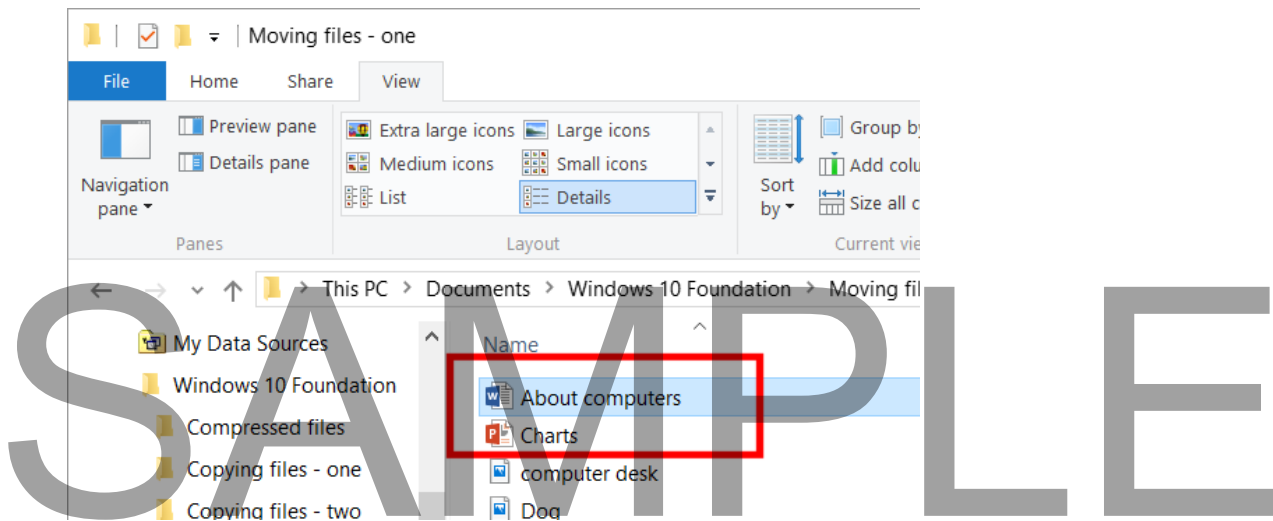 Moving files - one
File Home Share View
Preview pane
Details pane
Navigation
pane
Panes
Extra large icons Large icons
Medium icons Small icons
List Details
Layout
Sort
by
Group by
Add colu
Size all c
Current vie
This PC > Documents > Windows 10 Foundation > Moving fil
My Data Sources
Windows 10 Foundation
Compressed files
Copying files - one
Copying files - two
Name
About computers
Charts
computer desk
Dog
SAMPLE